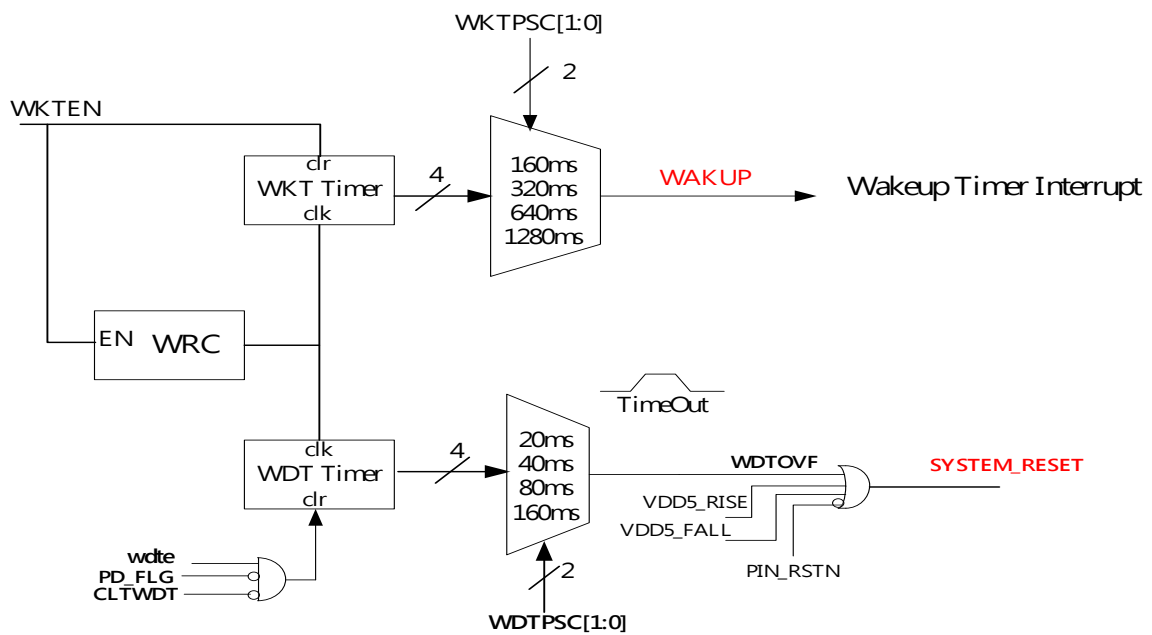 WKTPSC[1:0]
2
WKTEN
clr
WKT Timer
clk
4
160ms
320ms
640ms
1280ms
WAKUP
Wakeup Timer Interrupt
EN
WRC
TimeOut
clk
WDT Timer
clr
4
20ms
40ms
80ms
160ms
WDTOVF
SYSTEM_RESET
VDD5_RISE
VDD5_FALL
PIN_RSTN
wdte
PD_FLG
CLTWDT
2
WDTPSC[1:0]